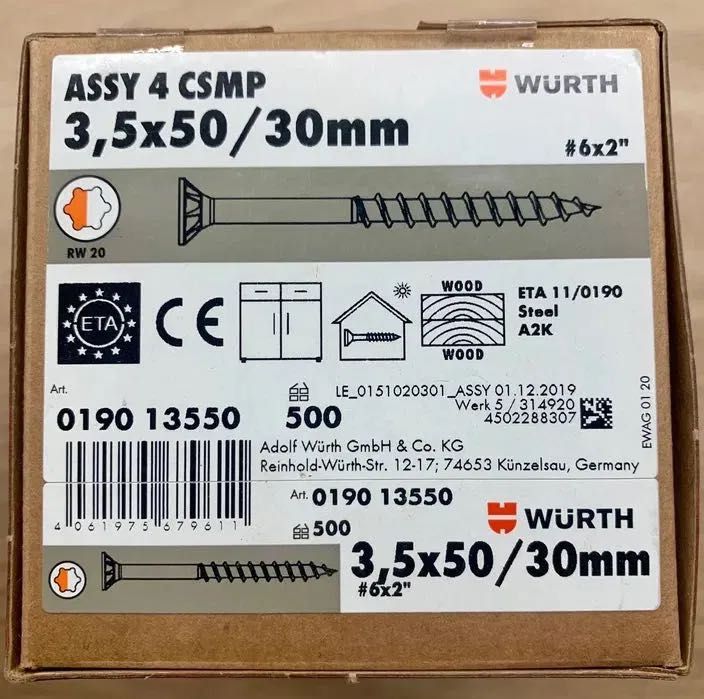 ASSY 4 CSMP
WÜRTH
3,5x50/30mm
#6x2"
RW 20
ETA
CE
WOOD
WOOD
ETA 11/0190
Steel
A2K
Art.
LE_0151020301_ASSY 01.12.2019
0190 13550
500
Werk 5 / 314920
4502288307
EWAG 01 20
Adolf Würth GmbH & Co. KG
Reinhold-Würth-Str. 12-17; 74653 Künzelsau, Germany
4 061975 679611
Art. 0190 13550
500
WÜRTH
3,5x50/30mm
#6x2"